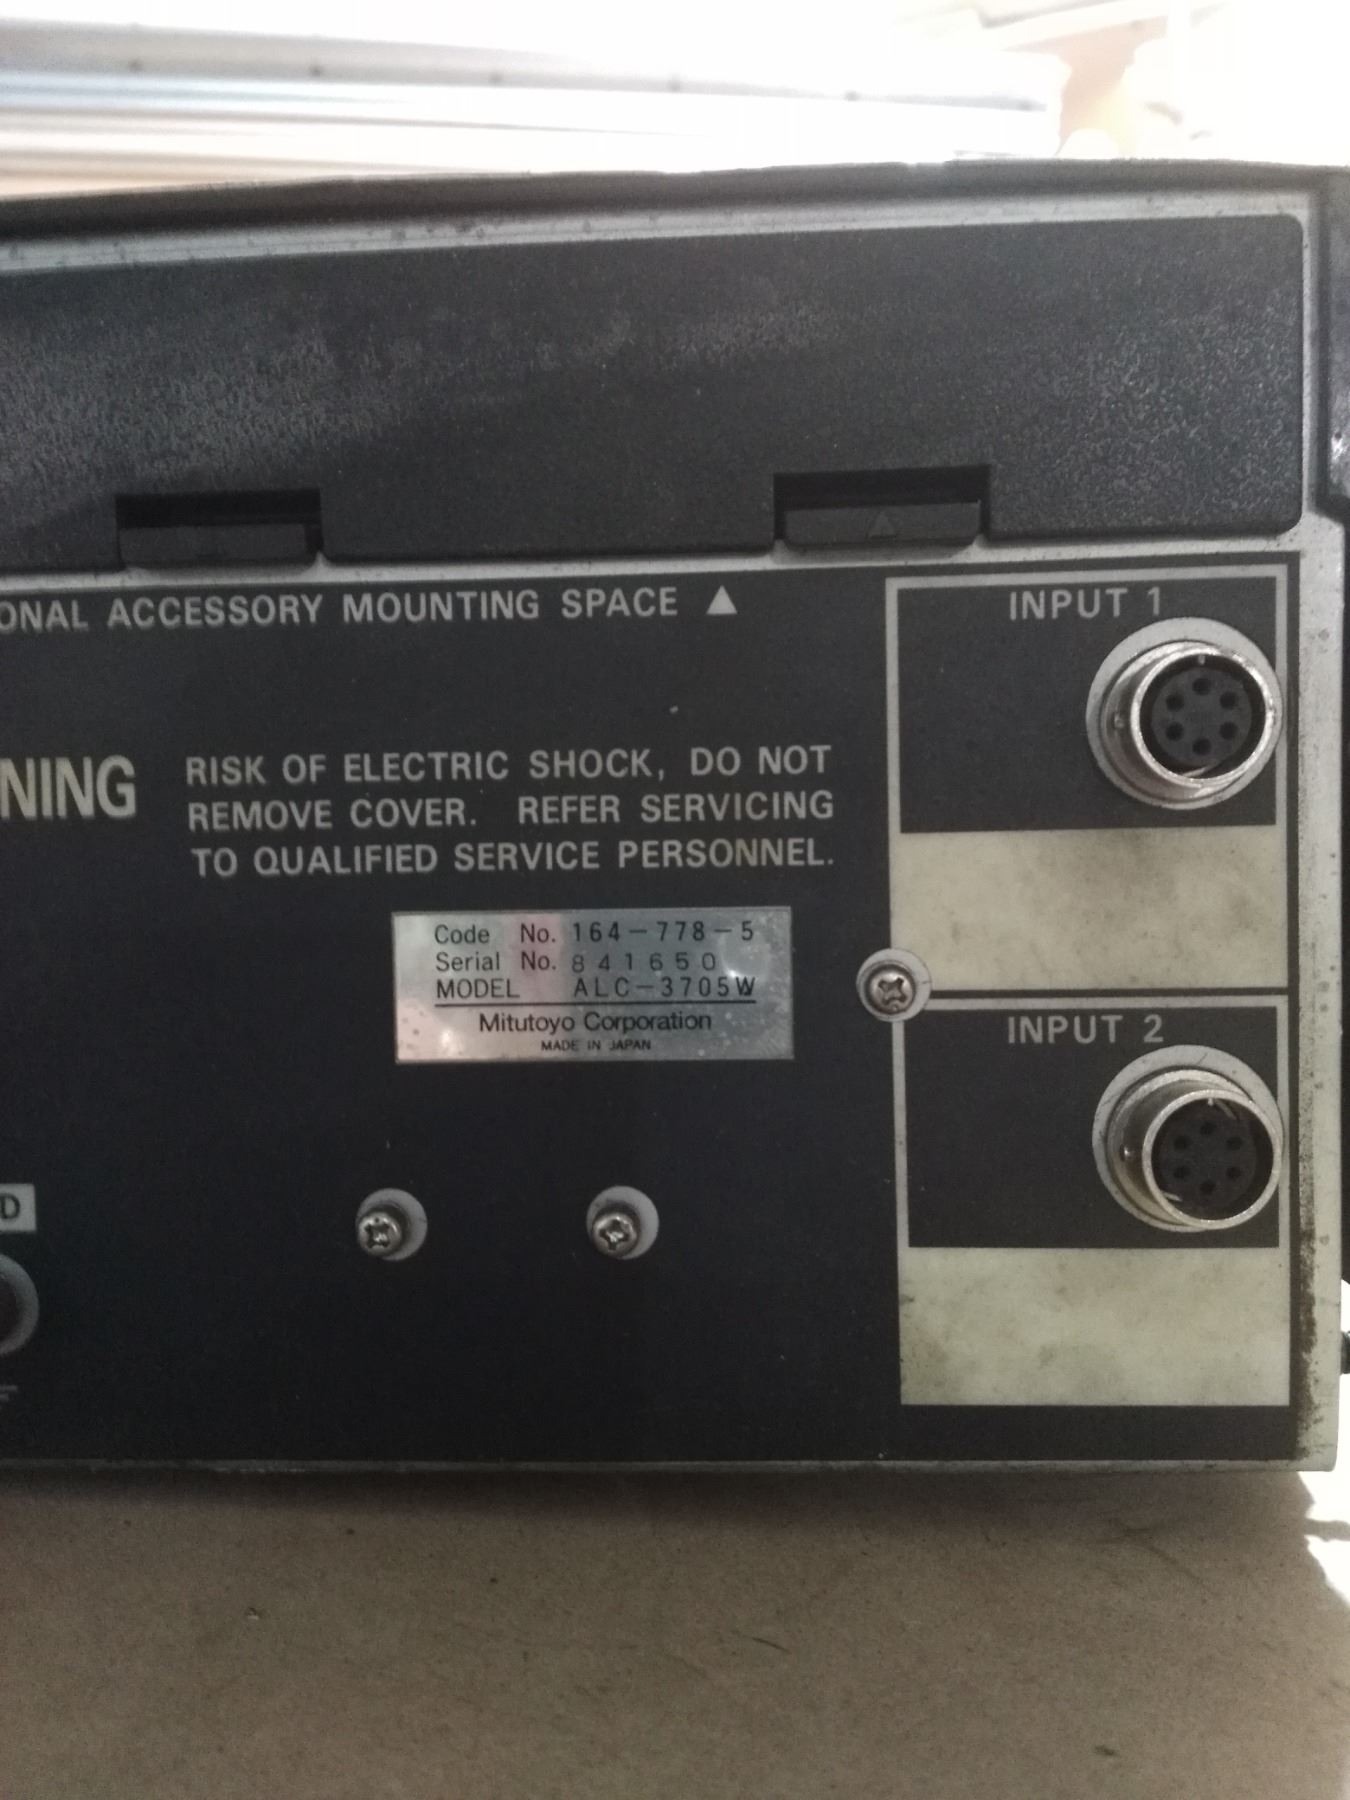 ONAL ACCESSORY MOUNTING SPACE ▲
INPUT 1
NING
RISK OF ELECTRIC SHOCK, DO NOT
REMOVE COVER. REFER SERVICING
TO QUALIFIED SERVICE PERSONNEL.
Code No. 164-778-5
Serial No. 841650
MODEL ALC-3705W
Mitutoyo Corporation
MADE IN JAPAN
INPUT 2
D